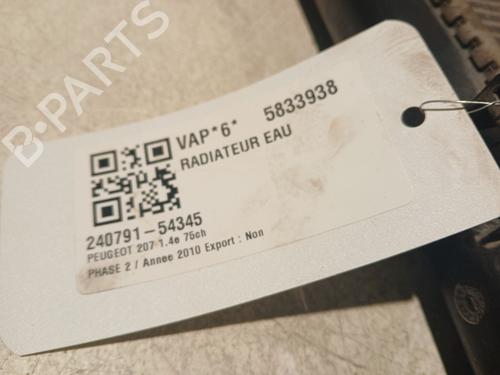 B-PARTS
VAP*6* 5833938
RADIATEUR EAU
240791-54345
PEUGEOT 207 1.4e 75ch
PHASE 2 / Annee 2010 Export : Non